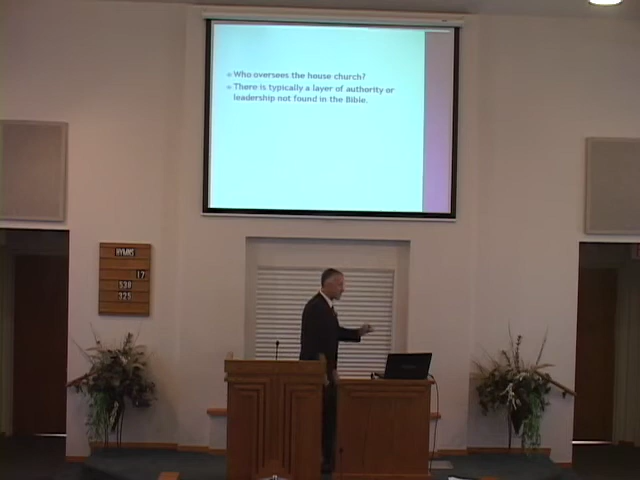 Who oversees the house church?
There is typically a layer of authority or
leadership not found in the Bible.
HYMNS
17
538
325